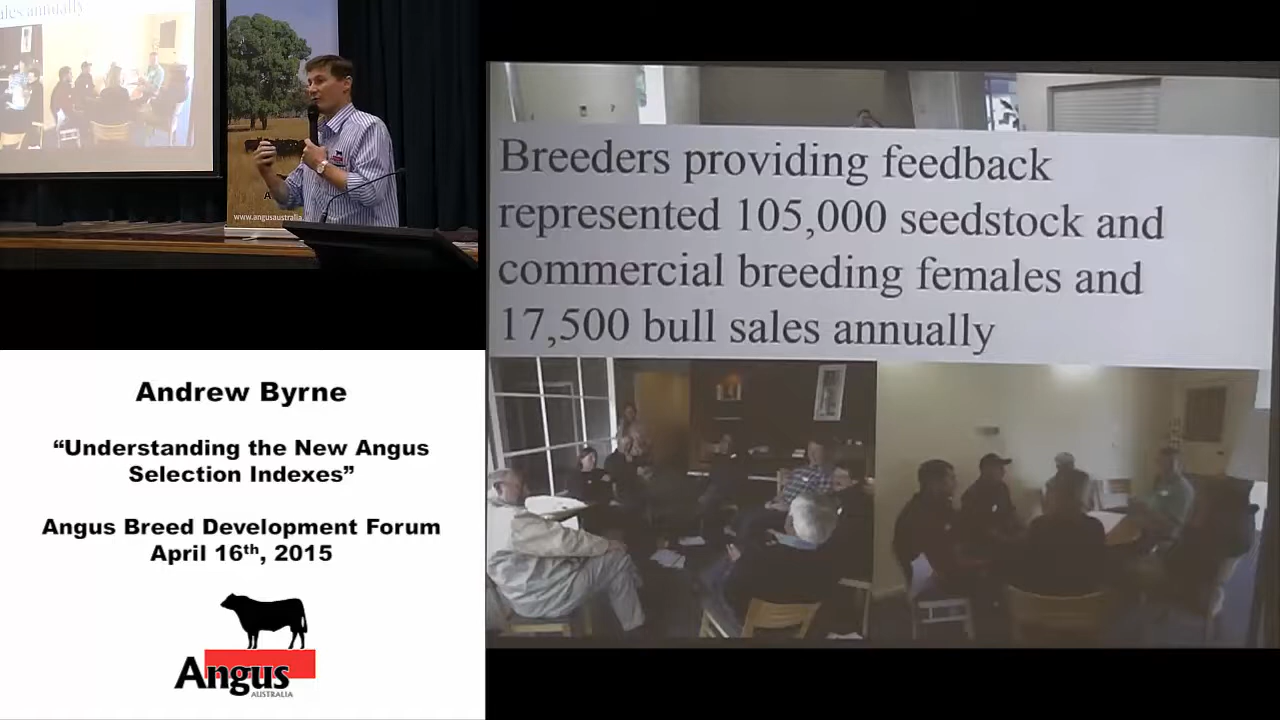 ales annually
www.angusaustralia.
Breeders providing feedback
represented 105,000 seedstock and
commercial breeding females and
17,500 bull sales annually
Andrew Byrne
“Understanding the New Angus
Selection Indexes”
Angus Breed Development Forum
April 16th, 2015
Angus
AUSTRALIA